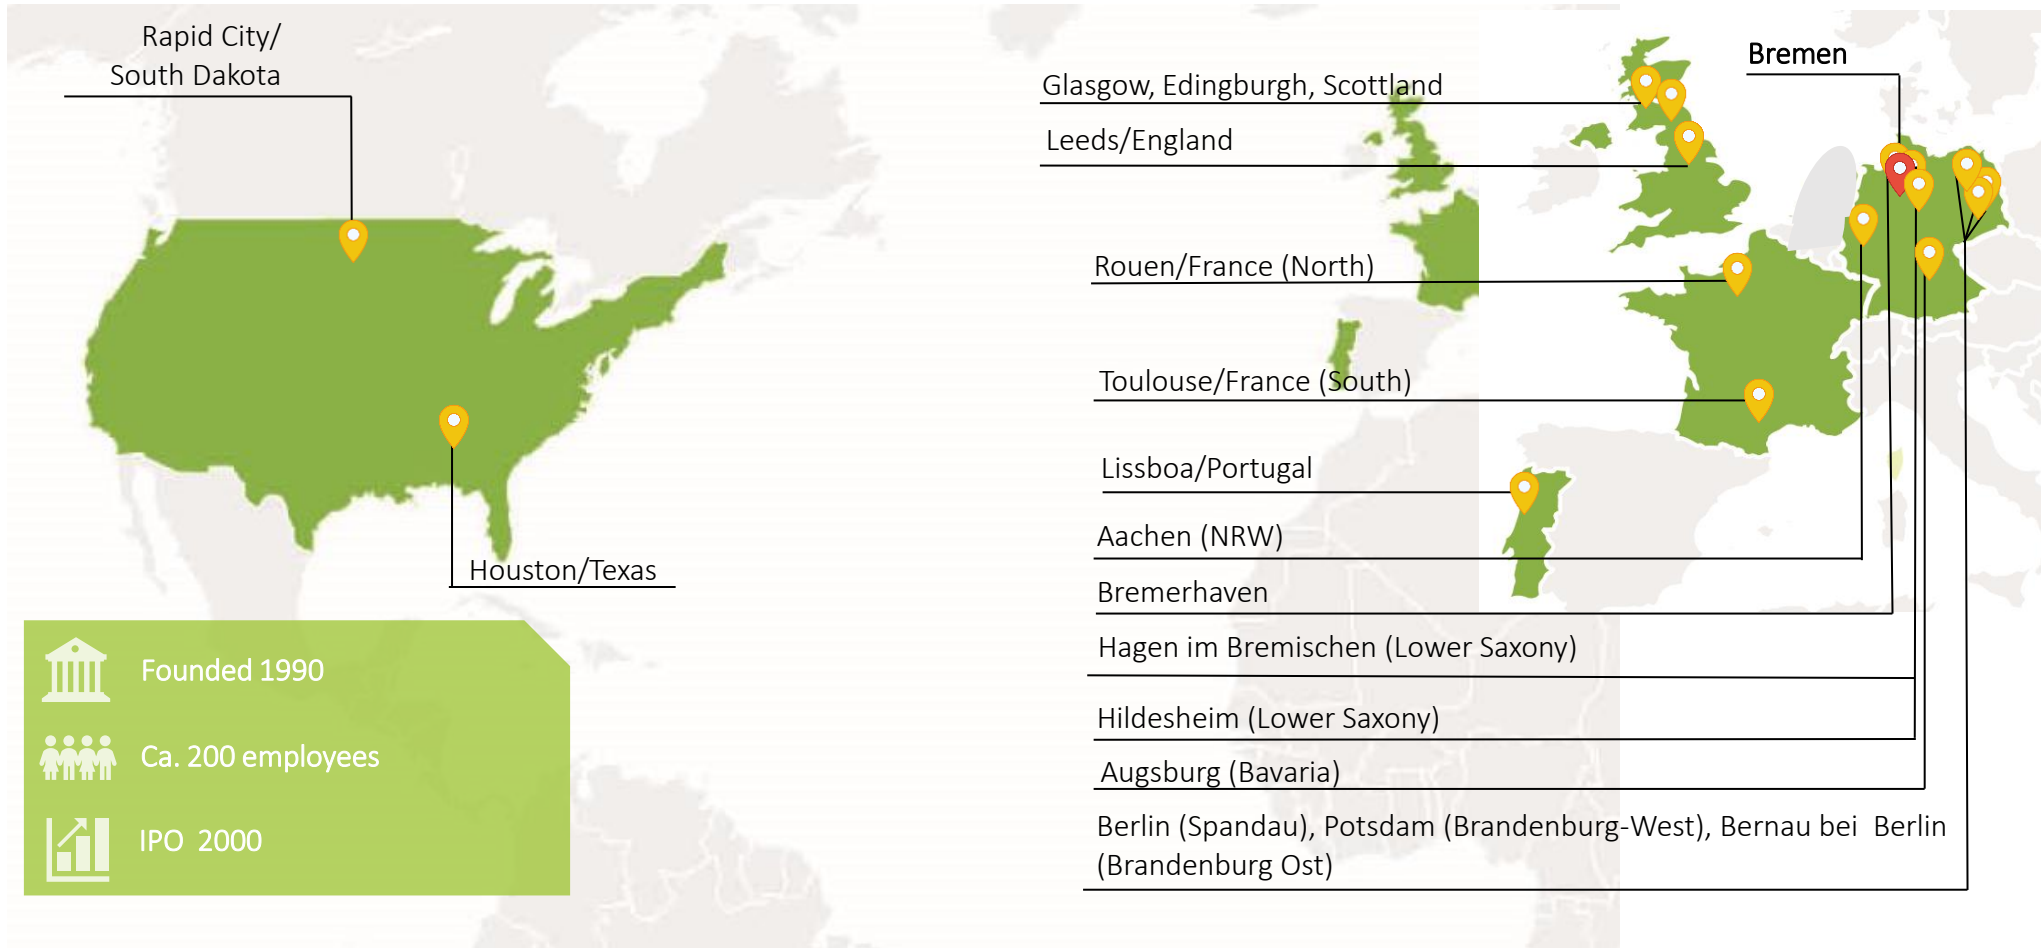 Rapid City/
South Dakota
Houston/Texas
Founded 1990
Ca. 200 employees
IPO 2000
Bremen
Glasgow, Edingburgh, Scottland
Leeds/England
Rouen/France (North)
Toulouse/France (South)
Lissboa/Portugal
Aachen (NRW)
Bremerhaven
Hagen im Bremischen (Lower Saxony)
Hildesheim (Lower Saxony)
Augsburg (Bavaria)
Berlin (Spandau), Potsdam (Brandenburg-West), Bernau bei Berlin
(Brandenburg Ost)